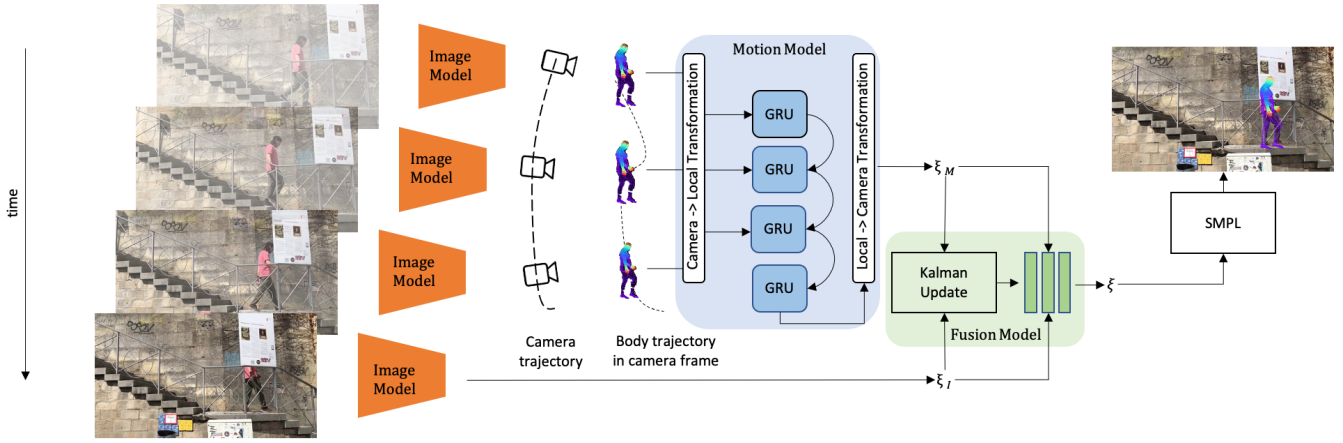 time
Image
Model
Image
Model
Image
Model
Image
Model
Camera
trajectory
Body trajectory
in camera frame
Motion Model
Camera -> Local Transformation
GRU
GRU
GRU
GRU
Local -> Camera Transformation
ξ M
ξ I
Kalman
Update
Fusion Model
ξ
SMPL